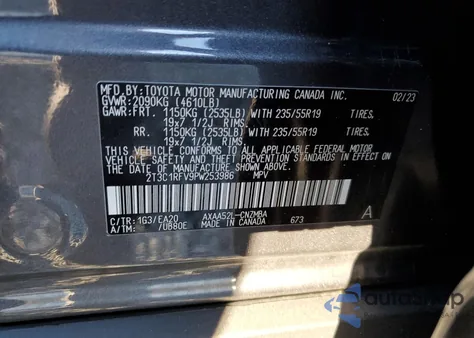 MFD.BY:TOYOTA MOTOR MANUFACTURING CANADA INC. 02/23
GVWR: 2090KG (4610LB)
GAWR:FRT. 1150KG (2535LB) WITH 235/55R19 TIRES,
19x7 1/2J RIMS,
RR. 1150KG (2535LB) WITH 235/55R19 TIRES,
19x7 1/2J RIMS,
THIS VEHICLE CONFORMS TO ALL APPLICABLE FEDERAL MOTOR
VEHICLE SAFETY AND THEFT PREVENTION STANDARDS IN EFFECT ON
THE DATE OF MANUFACTURE SHOWN ABOVE.
2T3C1RFV9PW253986 MPV
C/TR: 1G3/EA20 AXAA52L-CNZMBA A
A/TM: /UB80E MADE IN CANADA 673